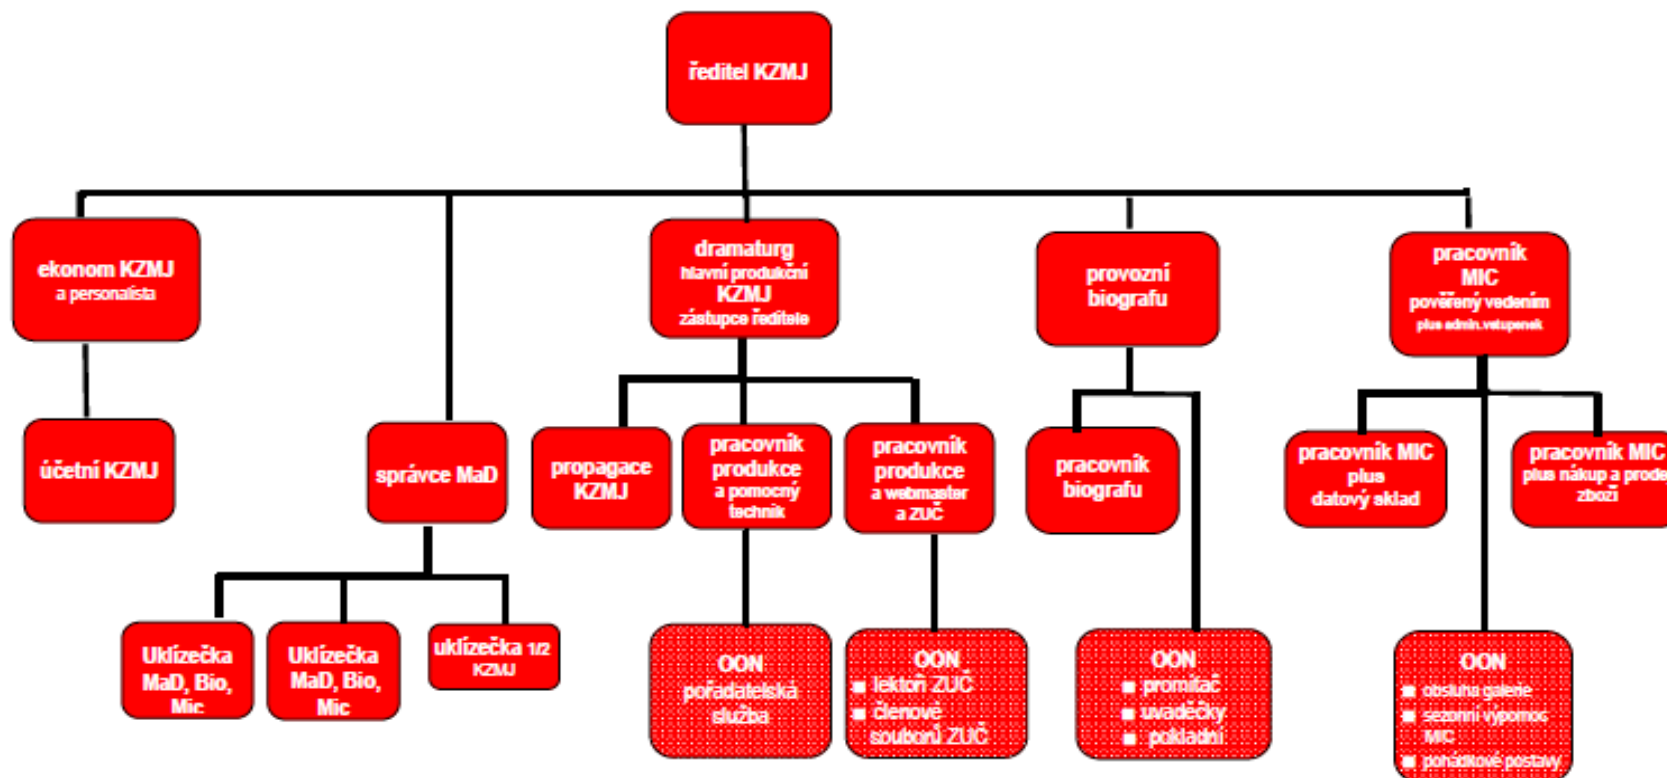 ředitel KZMJ
ekonom KZMJ
a personalista
dramaturg
hlavní produkční
KZMJ
zástupce ředitele
provozní
biografu
pracovník
MIC
pověřený vedením
plus admin.vstupenek
účetní KZMJ
správce MaD
propagace
KZMJ
pracovník
produkce
a pomocný
technik
pracovník
produkce
a webmaster
a ZUČ
pracovník
biografu
pracovník MIC
plus
datový sklad
pracovník MIC
plus nákup a prode
zboží
Uklízečka
MaD, Bio,
Mic
Uklízečka
MaD, Bio,
Mic
uklízečka 1/2
KZMJ
OON
pořadatelská
služba
OON
lektoři ZUČ
členové
souborů ZUČ
OON
promítač
uvaděčky
pokladní
OON
obsluha galerie
sezonní výpomoc
MIC
pohádkové postavy